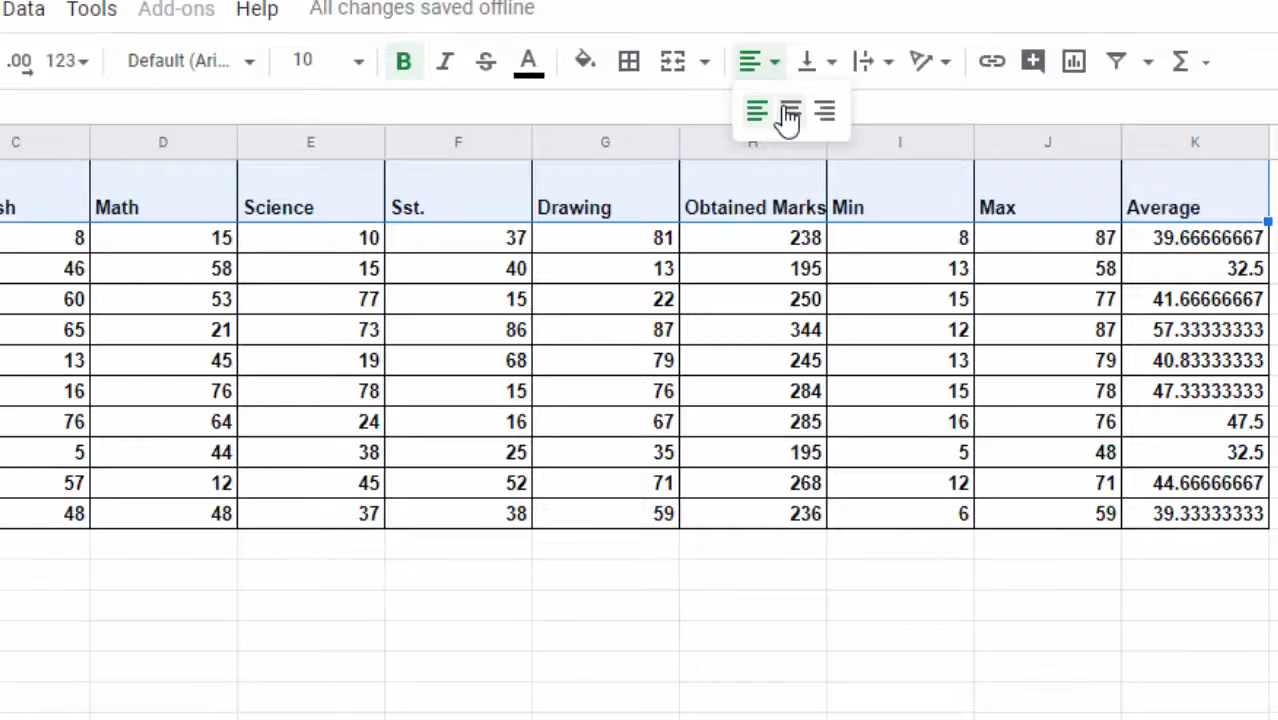 Data Tools Add-ons Help All changes saved offline
.00 123 Default (Ari... 10 B I S A Σ
C D E F G H I J K
sh Math Science Sst. Drawing Obtained Marks Min Max Average
8 15 10 37 81 238 8 87 39.66666667
46 58 15 40 13 195 13 58 32.5
60 53 77 15 22 250 15 77 41.66666667
65 21 73 86 87 344 12 87 57.33333333
13 45 19 68 79 245 13 79 40.83333333
16 76 78 15 76 284 15 78 47.33333333
76 64 24 16 67 285 16 76 47.5
5 44 38 25 35 195 5 48 32.5
57 12 45 52 71 268 12 71 44.66666667
48 48 37 38 59 236 6 59 39.33333333